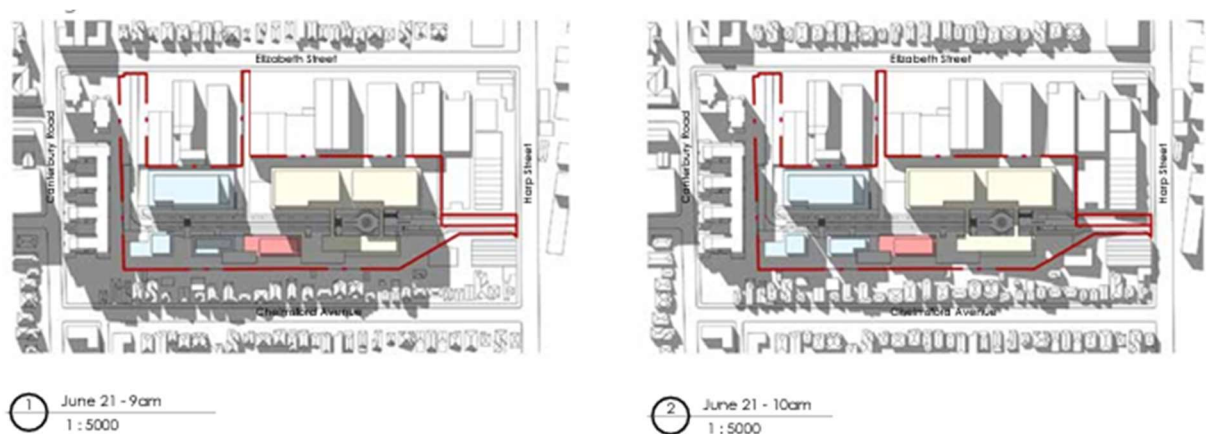 Elizabeth Street
Canterbury Road
Harp Street
Chelmsford Avenue
1 June 21 - 9am
1 : 5000
Elizabeth Street
Canterbury Road
Harp Street
Chelmsford Avenue
2 June 21 - 10am
1 : 5000